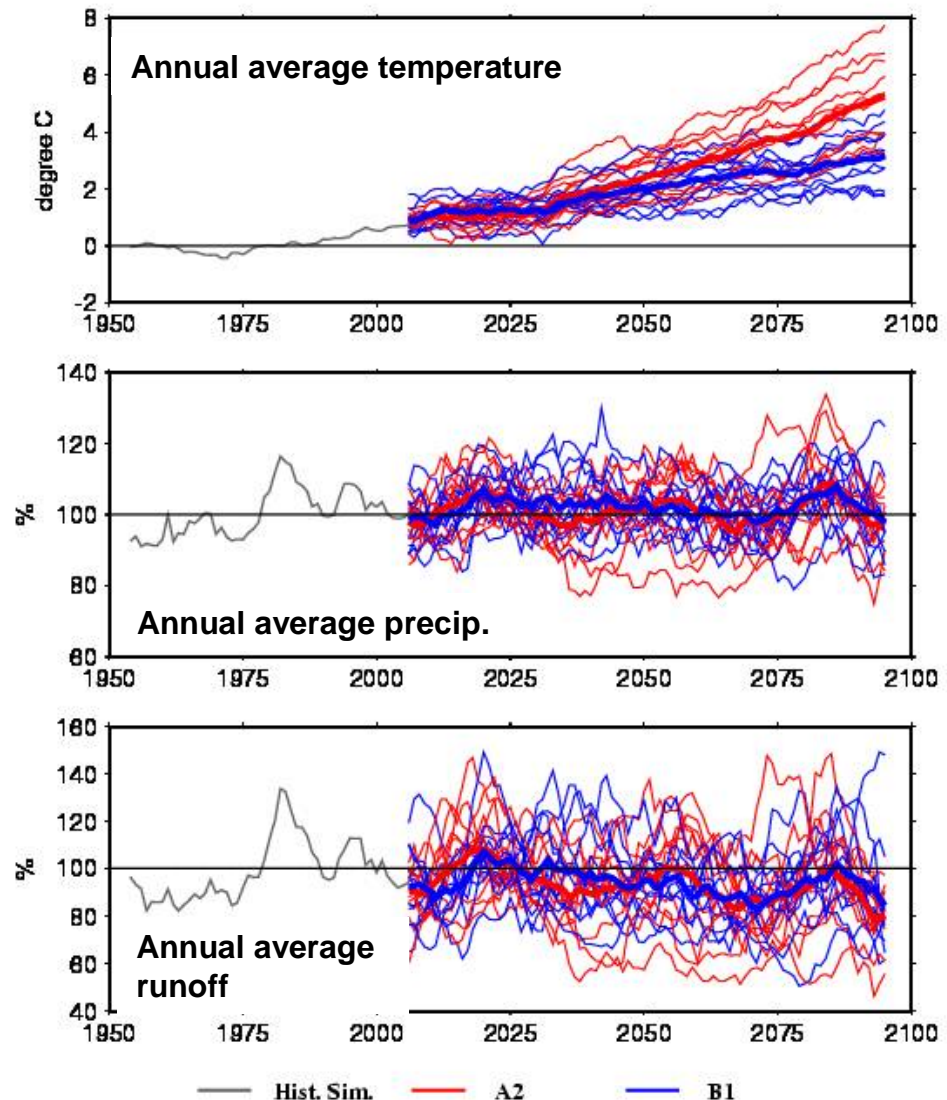 8
Annual average temperature
6
4
degree C
2
0
-2
1950 1975 2000 2025 2050 2075 2100
140
120
%
100
80
Annual average precip.
60
1950 1975 2000 2025 2050 2075 2100
160
140
120
%
100
80
Annual average
60
runoff
40
1950 1975 2000 2025 2050 2075 2100
Hist. Sim. A2 B1